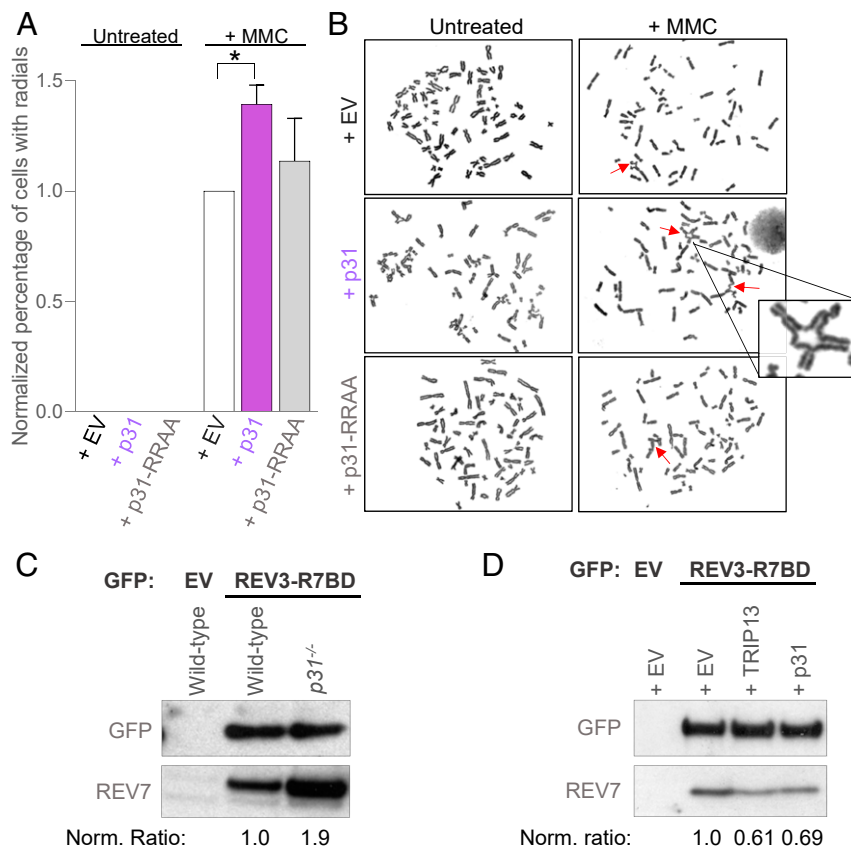 A
Untreated
+ MMC
*
Normalized percentage of cells with radials
1.5
1.0
0.5
0.0
+ EV
+ p31
+ p31-RRAA
+ EV
+ p31
+ p31-RRAA
B
Untreated
+ MMC
+ EV
+ p31
+ p31-RRAA
C
GFP: EV REV3-R7BD
Wild-type
Wild-type
p31-/-
GFP
REV7
Norm. Ratio: 1.0 1.9
D
GFP: EV REV3-R7BD
+ EV
+ EV
+ TRIP13
+ p31
GFP
REV7
Norm. ratio: 1.0 0.61 0.69